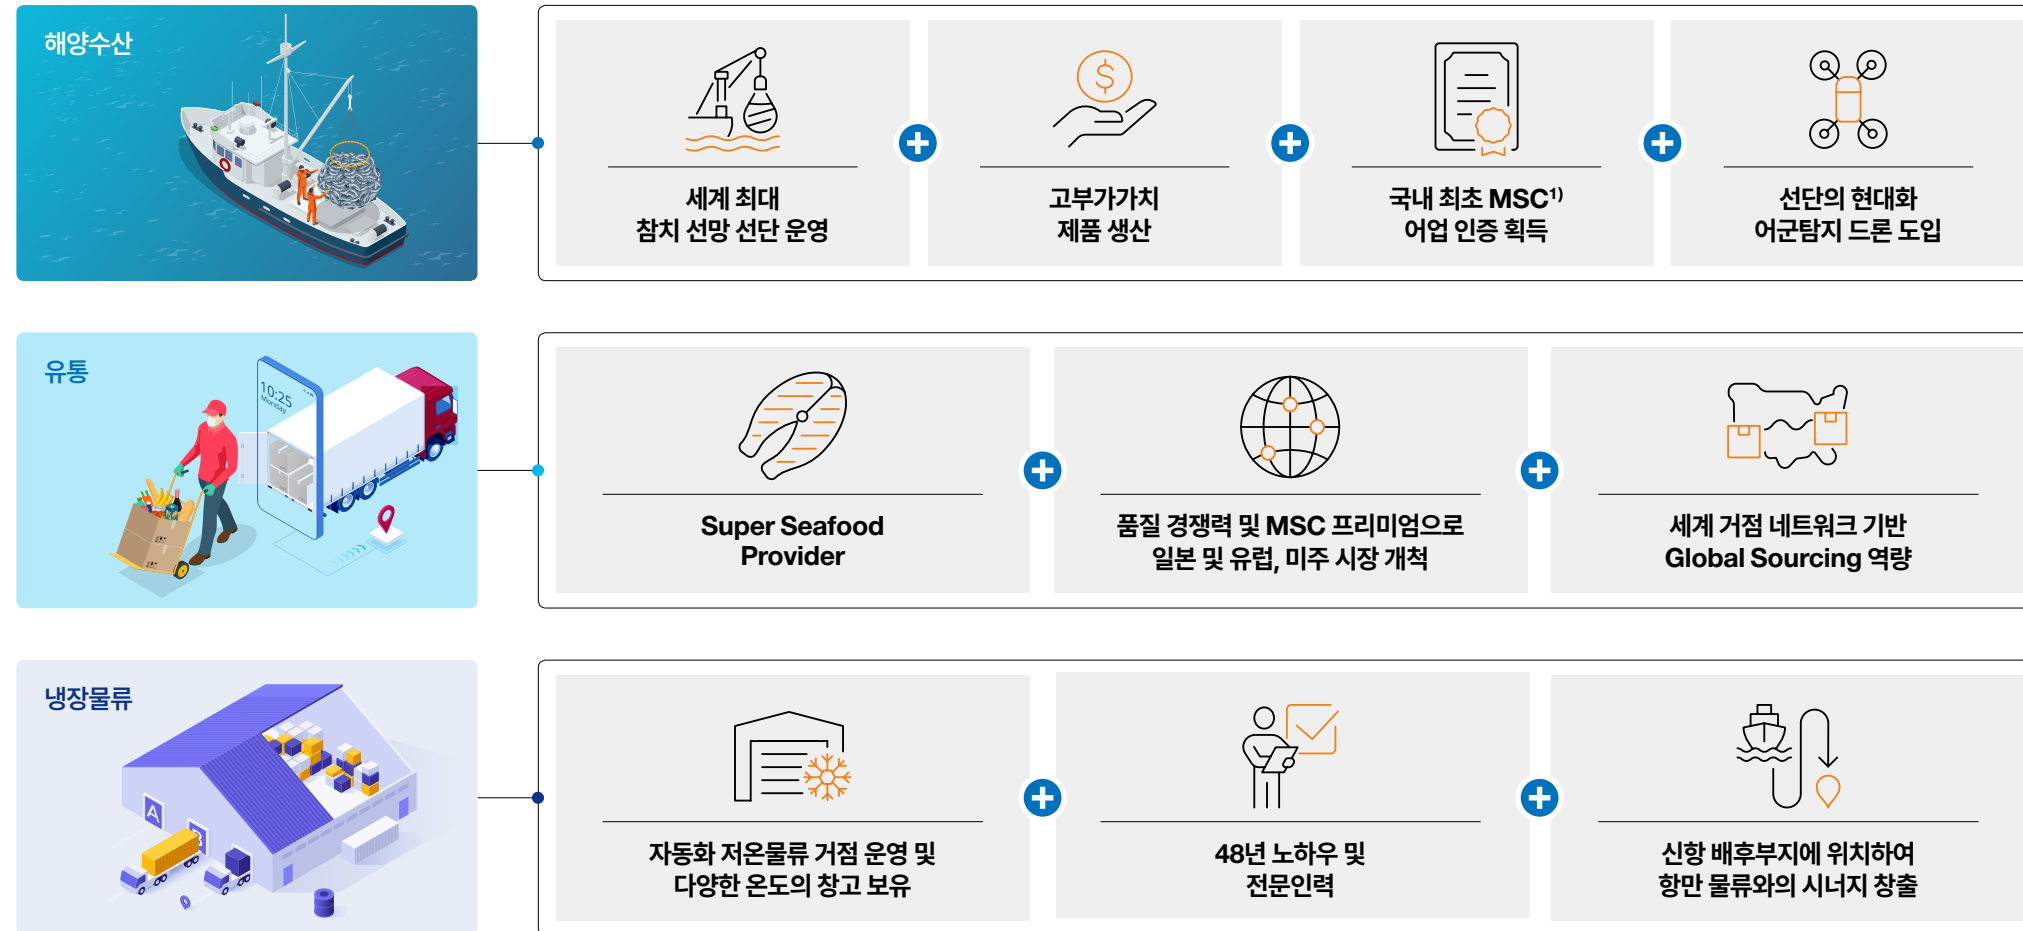 해양수산
세계 최대
참치 선망 선단 운영
고부가가치
제품 생산
국내 최초 MSC¹⁾
어업 인증 획득
선단의 현대화
어군탐지 드론 도입
유통
10:25
Monday
Super Seafood
Provider
품질 경쟁력 및 MSC 프리미엄으로
일본 및 유럽, 미주 시장 개척
세계 거점 네트워크 기반
Global Sourcing 역량
냉장물류
A
B
자동화 저온물류 거점 운영 및
다양한 온도의 창고 보유
48년 노하우 및
전문인력
신항 배후부지에 위치하여
항만 물류와의 시너지 창출